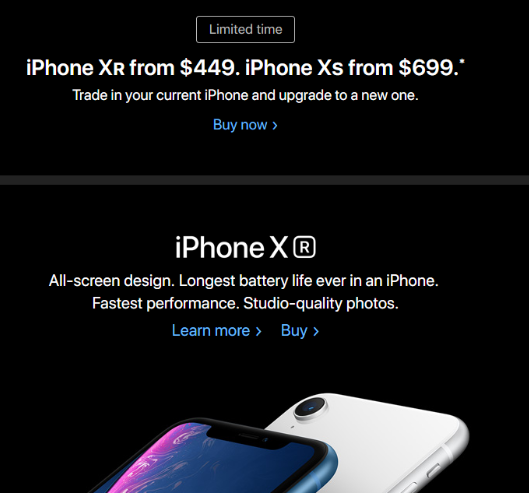 Limited time
iPhone XR from $449. iPhone XS from $699.*
Trade in your current iPhone and upgrade to a new one.
Buy now >
iPhone XR
All-screen design. Longest battery life ever in an iPhone.
Fastest performance. Studio-quality photos.
Learn more > Buy >